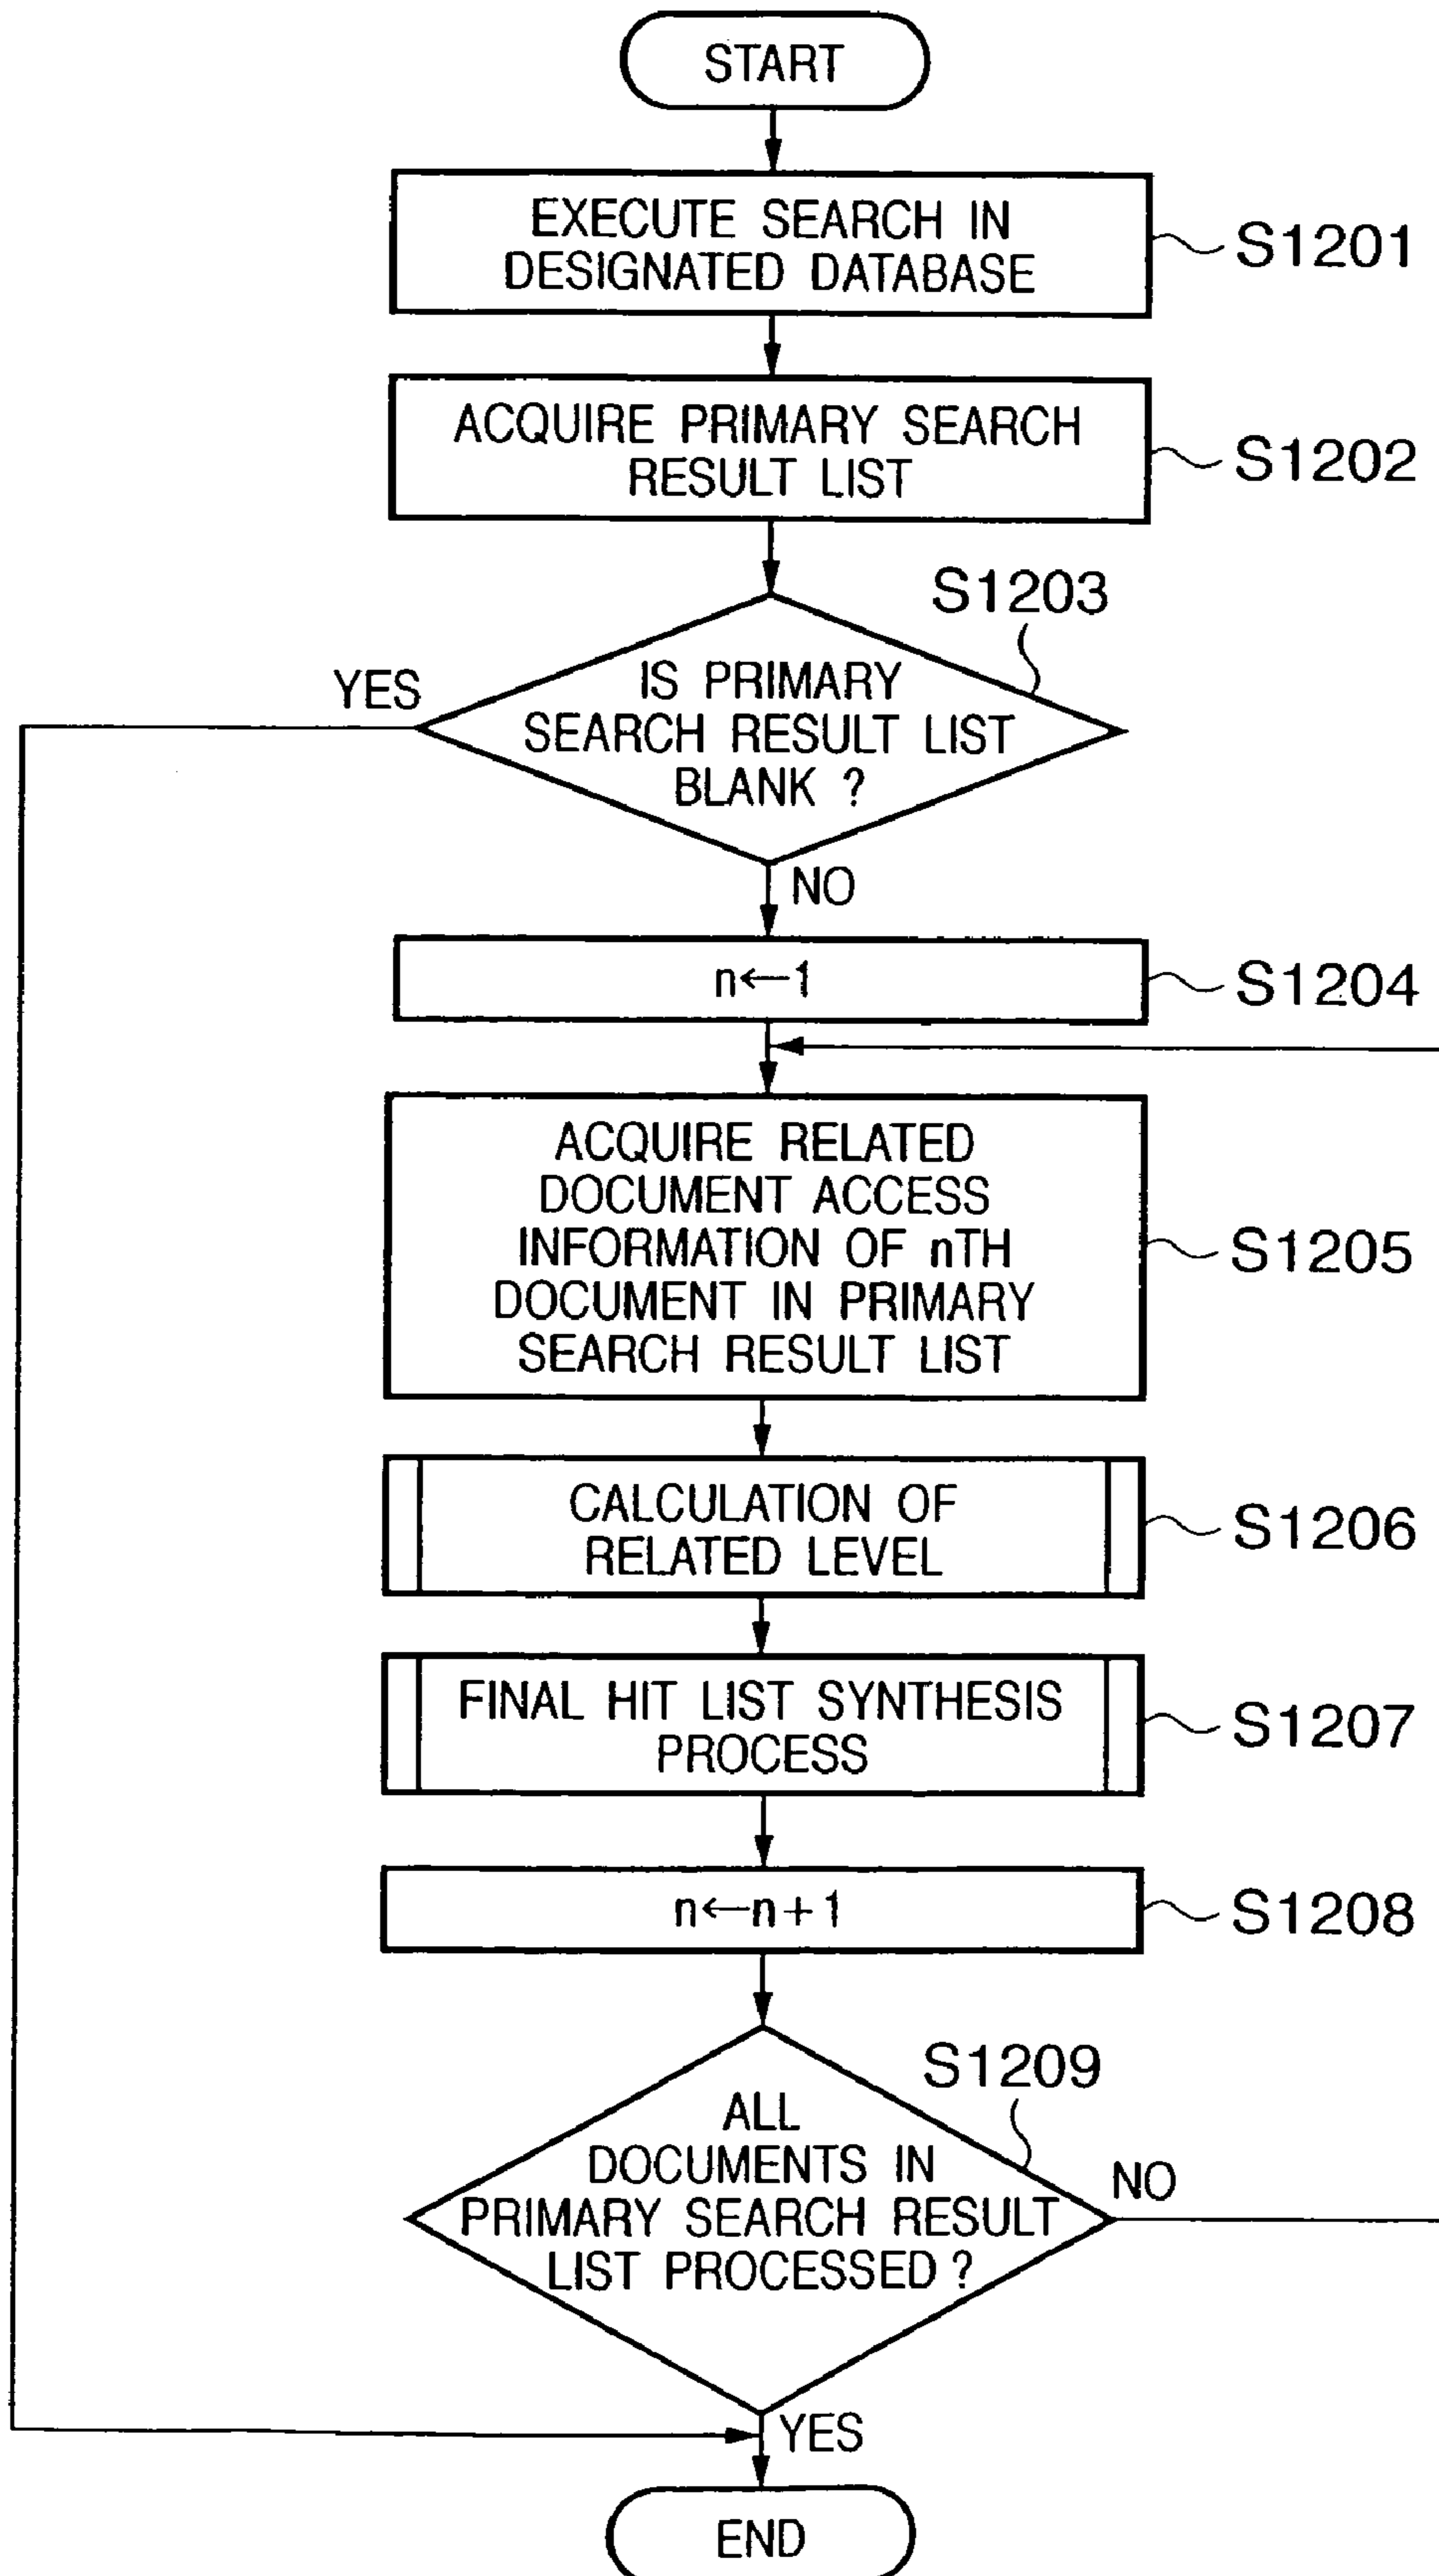 START
EXECUTE SEARCH IN
DESIGNATED DATABASE
S1201
ACQUIRE PRIMARY SEARCH
RESULT LIST
S1202
S1203
YES
IS PRIMARY
SEARCH RESULT LIST
BLANK ?
NO
n←1
S1204
ACQUIRE RELATED
DOCUMENT ACCESS
INFORMATION OF nTH
DOCUMENT IN PRIMARY
SEARCH RESULT LIST
S1205
CALCULATION OF
RELATED LEVEL
S1206
FINAL HIT LIST SYNTHESIS
PROCESS
S1207
n←n+1
S1208
S1209
ALL
DOCUMENTS IN
PRIMARY SEARCH RESULT
LIST PROCESSED ?
NO
YES
END